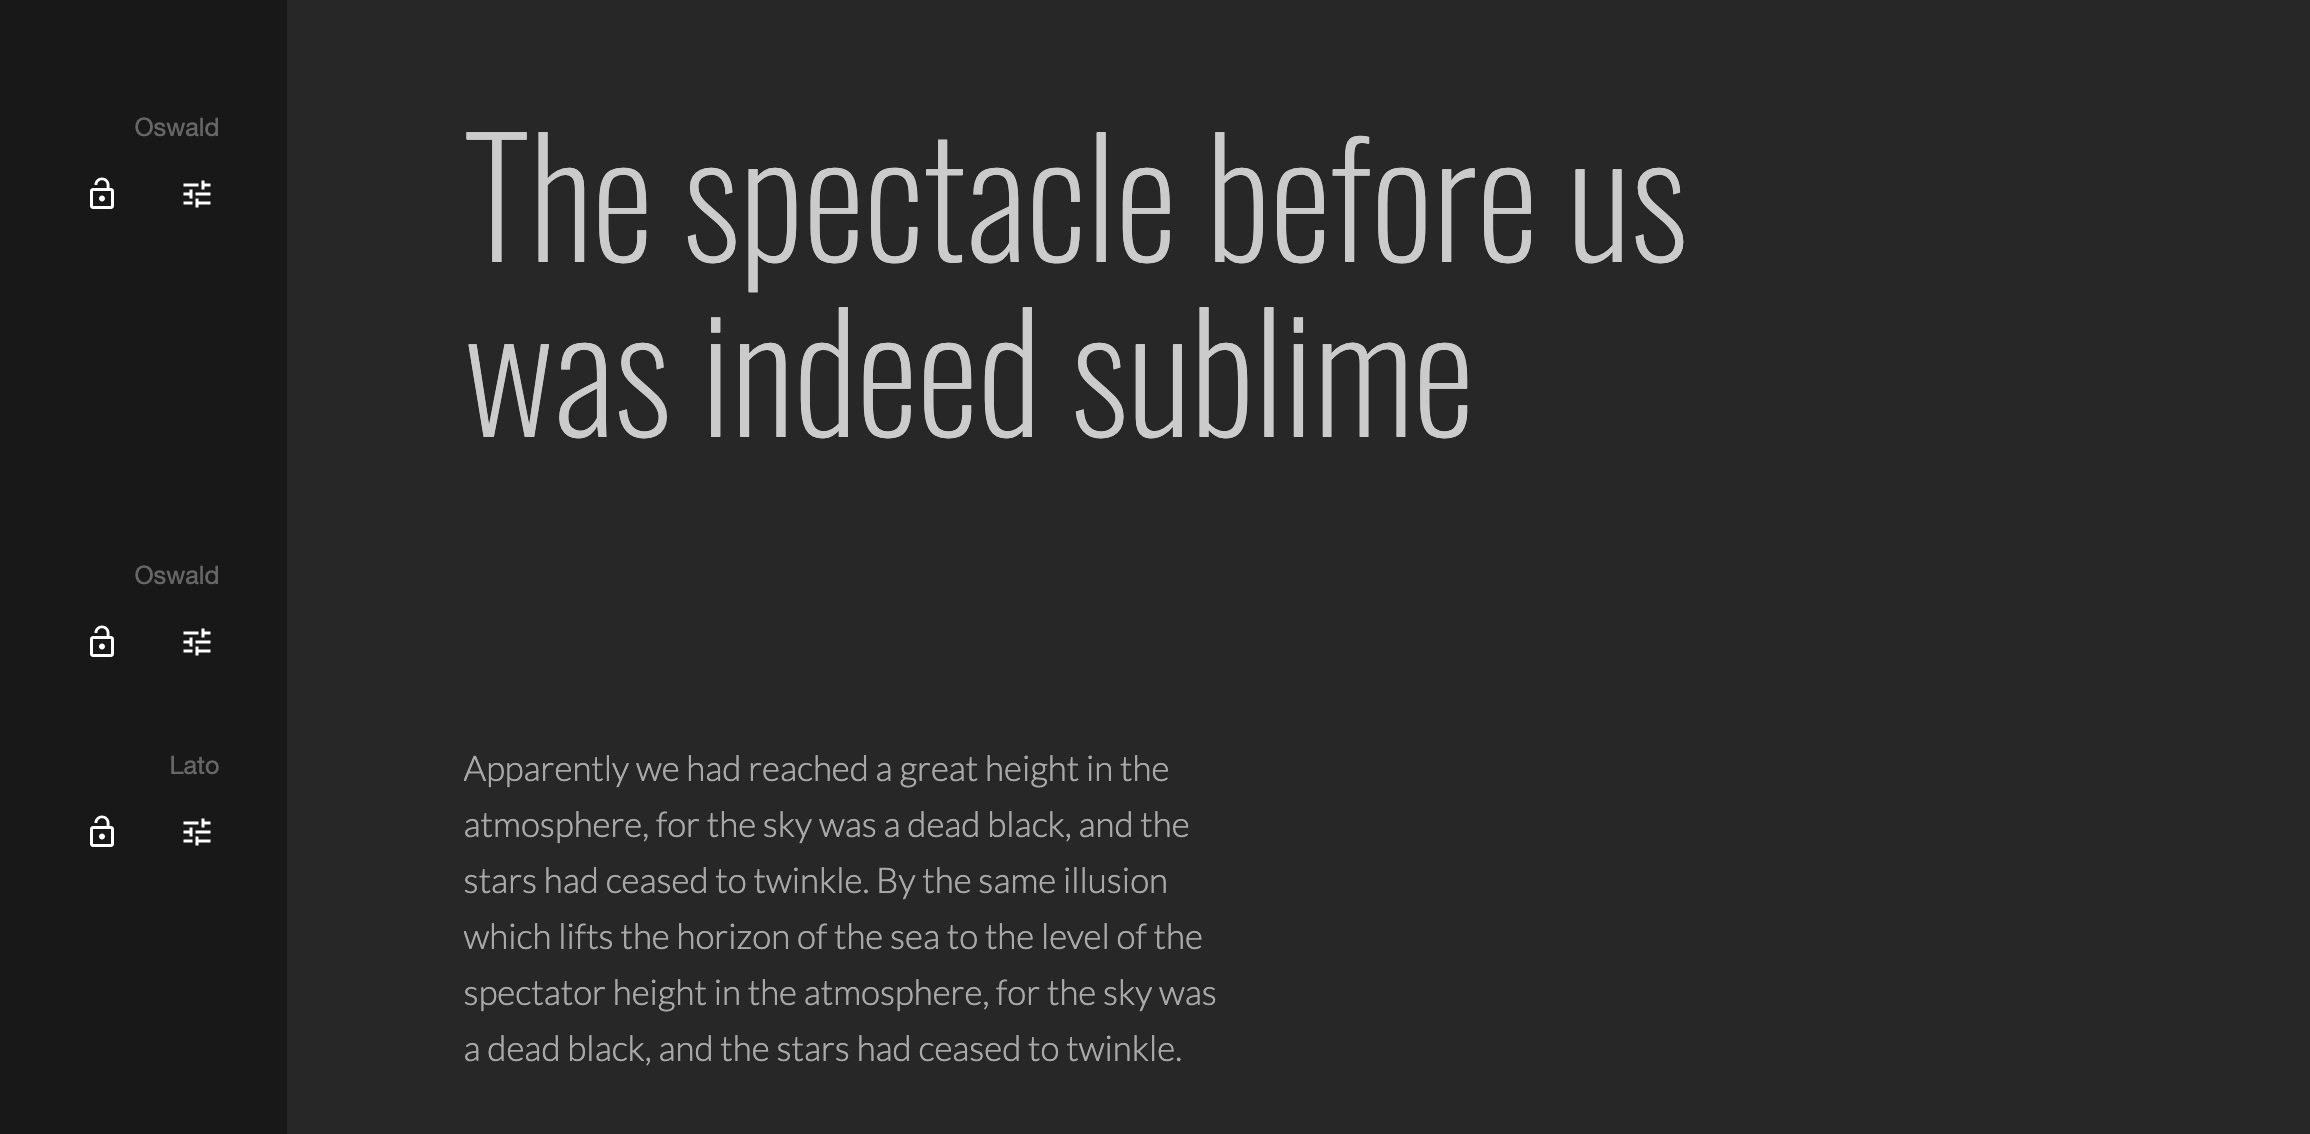 Oswald
The spectacle before us
was indeed sublime
Oswald
Lato
Apparently we had reached a great height in the
atmosphere, for the sky was a dead black, and the
stars had ceased to twinkle. By the same illusion
which lifts the horizon of the sea to the level of the
spectator height in the atmosphere, for the sky was
a dead black, and the stars had ceased to twinkle.